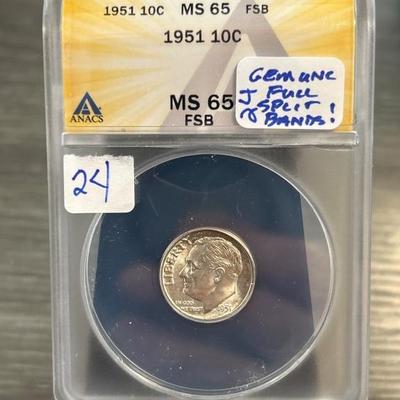 1951 10C MS 65 FSB
1951 10C
MS 65
FSB
ANACS
GEM UNC
FULL
SPLIT
BANDS!
24
LIBERTY
IN GOD
WE TRUST
1951